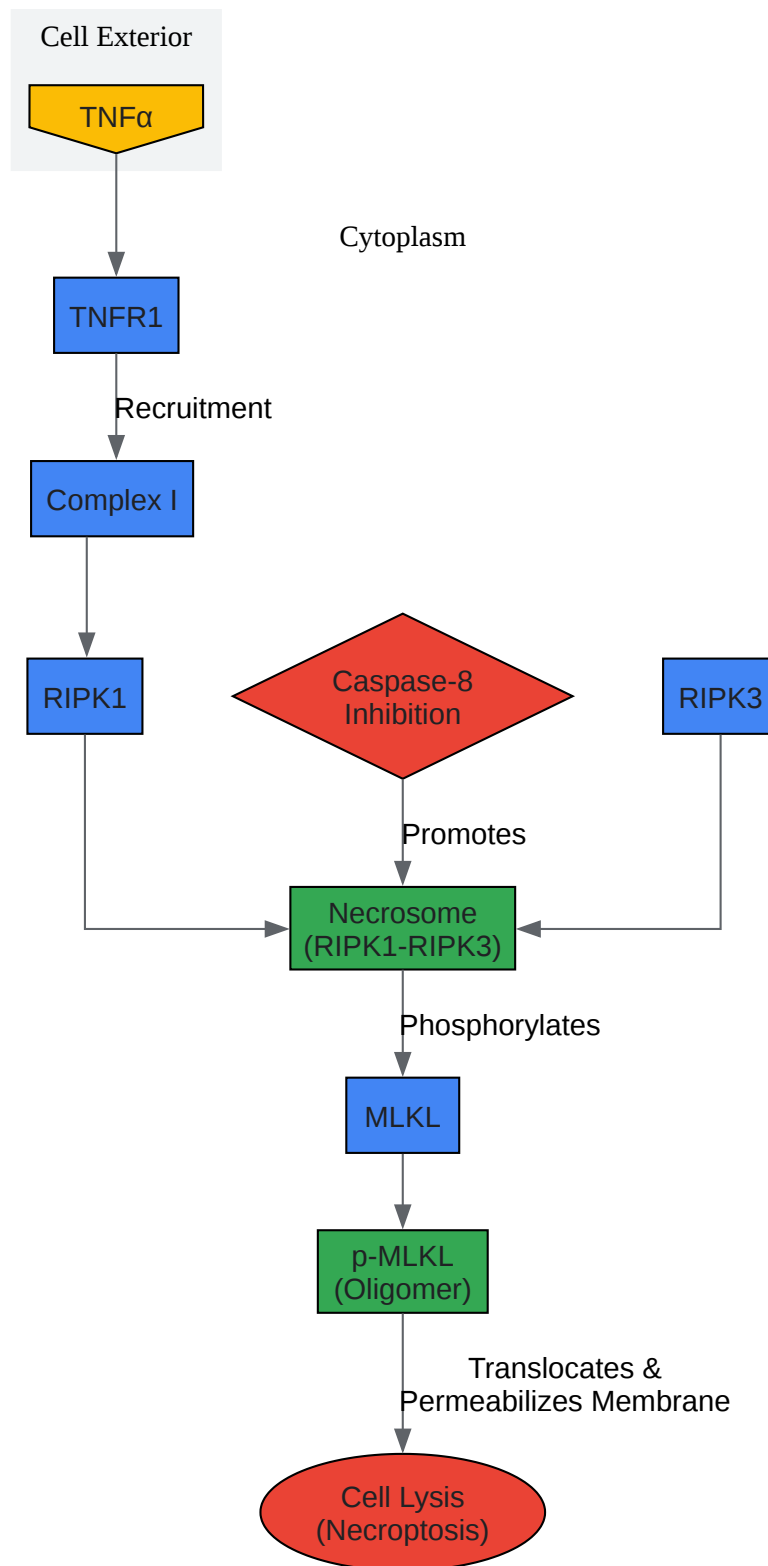 Cell Exterior
TNFα
Cytoplasm
TNFR1
Recruitment
Complex I
RIPK1
Caspase-8
Inhibition
RIPK3
Promotes
Necrosome
(RIPK1-RIPK3)
Phosphorylates
MLKL
p-MLKL
(Oligomer)
Translocates &
Permeabilizes Membrane
Cell Lysis
(Necroptosis)